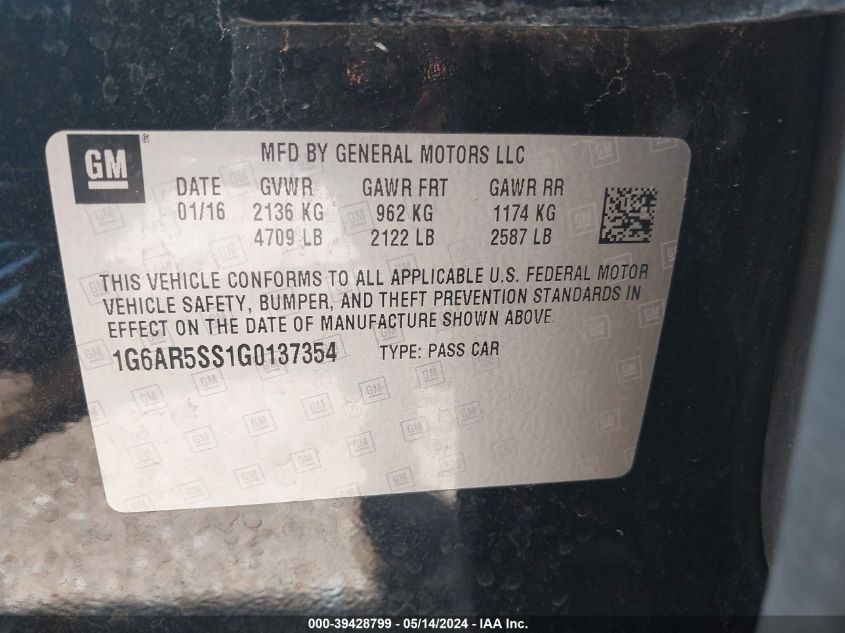 GM
MFD BY GENERAL MOTORS LLC
DATE GVWR GAWR FRT GAWR RR
01/16 2136 KG 962 KG 1174 KG
4709 LB 2122 LB 2587 LB
THIS VEHICLE CONFORMS TO ALL APPLICABLE U.S. FEDERAL MOTOR
VEHICLE SAFETY, BUMPER, AND THEFT PREVENTION STANDARDS IN
EFFECT ON THE DATE OF MANUFACTURE SHOWN ABOVE.
1G6AR5SS1G0137354 TYPE: PASS CAR
000-39428799 - 05/14/2024 - IAA Inc.